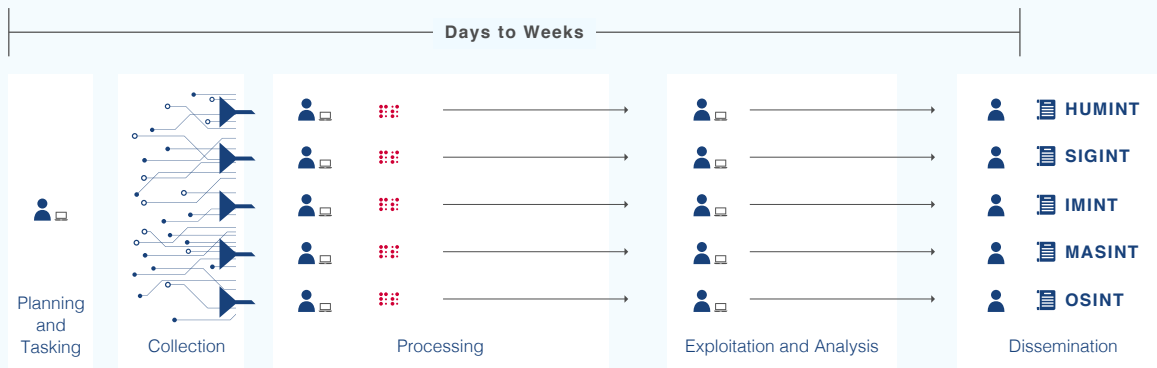 Days to Weeks
HUMINT
SIGINT
IMINT
MASINT
OSINT
Planning
and
Tasking
Collection
Processing
Exploitation and Analysis
Dissemination